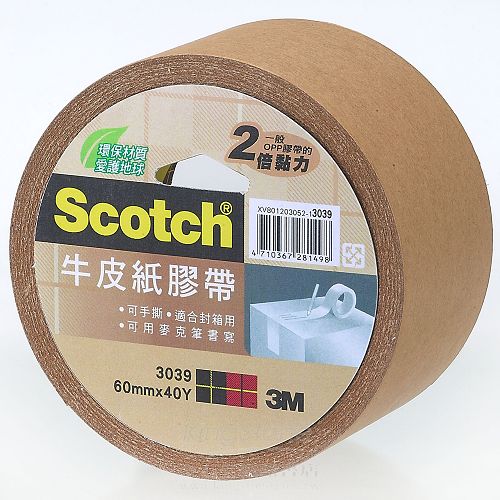 環保材質
愛護地球
2倍黏力
一般
OPP膠帶的
Scotch®
XV801203052-13039
4 710367 281498
牛皮紙膠帶
•可手撕•適合封箱用
•可用麥克筆書寫
3039
60mmx40Y
3M